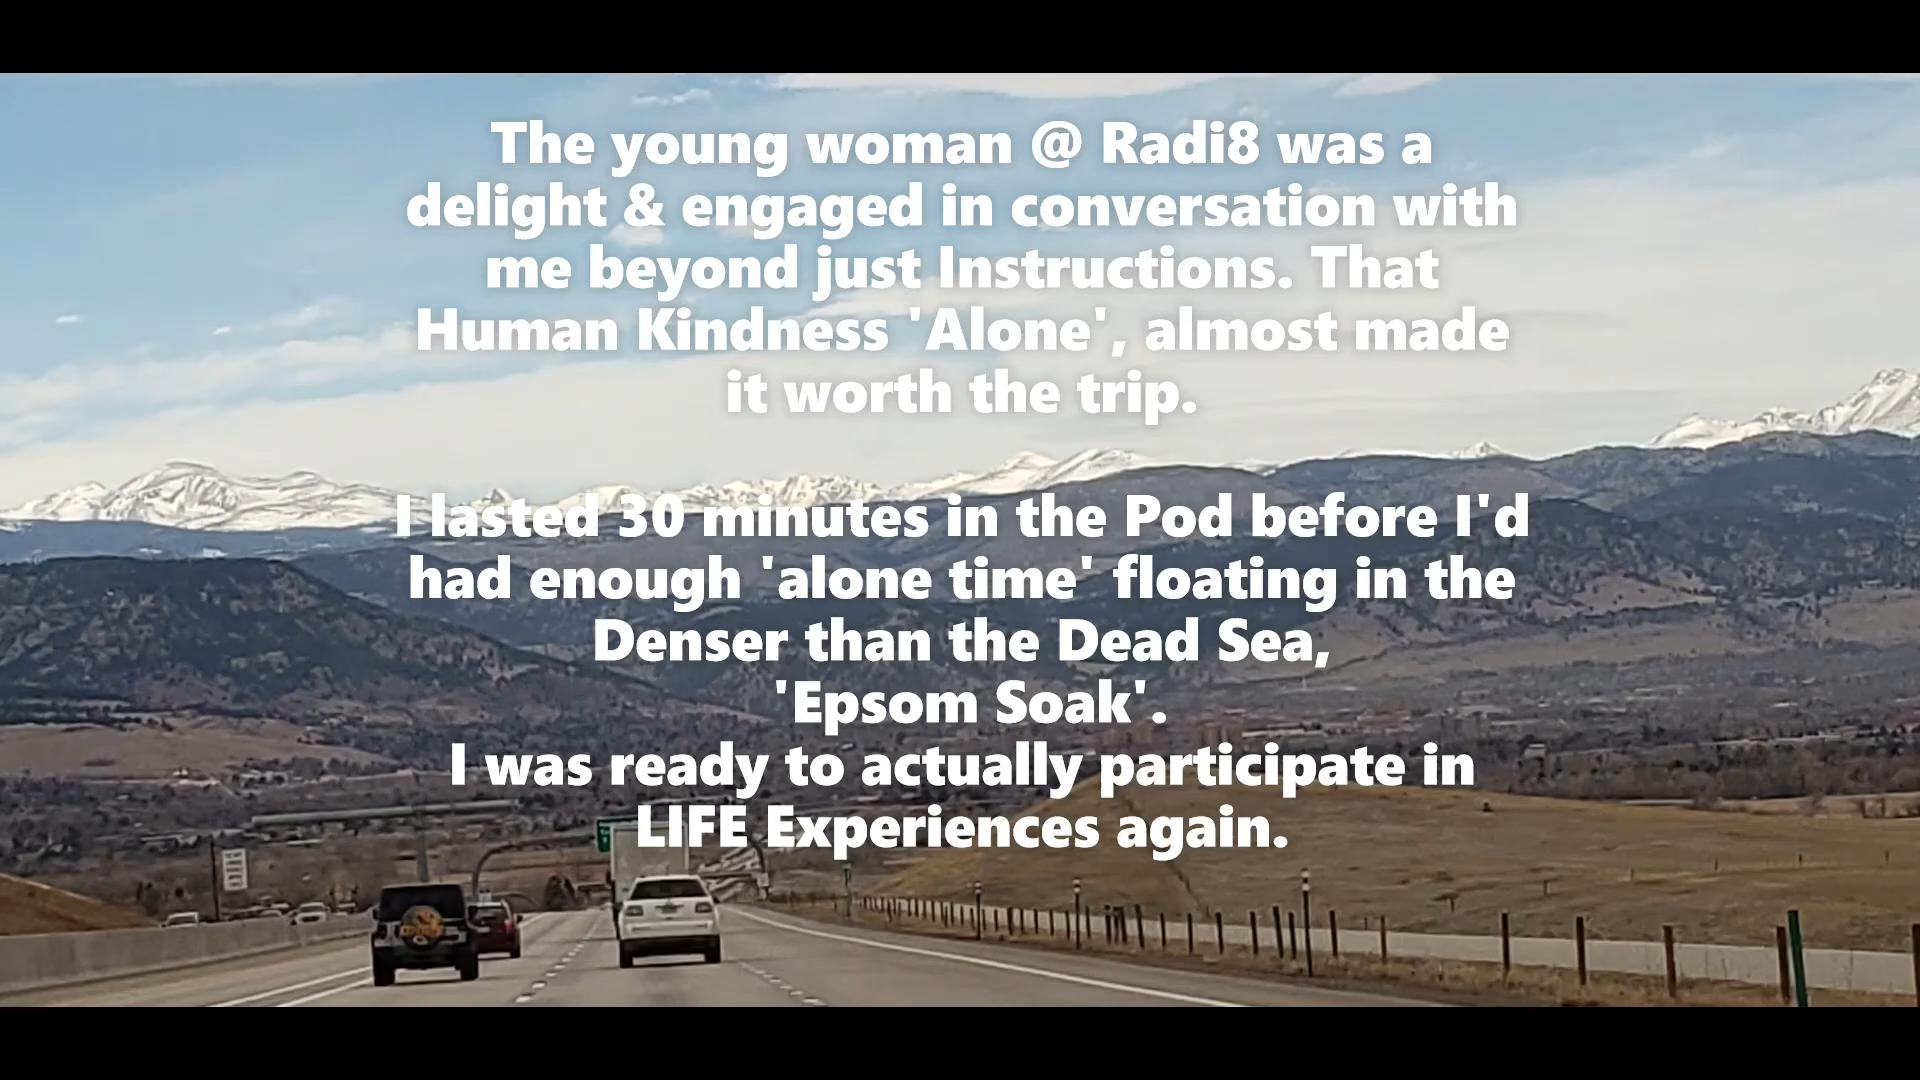 The young woman @ Radi8 was a
delight & engaged in conversation with
me beyond just Instructions. That
Human Kindness 'Alone', almost made
it worth the trip.
I lasted 30 minutes in the Pod before I'd
had enough 'alone time' floating in the
Denser than the Dead Sea,
'Epsom Soak'.
I was ready to actually participate in
LIFE Experiences again.